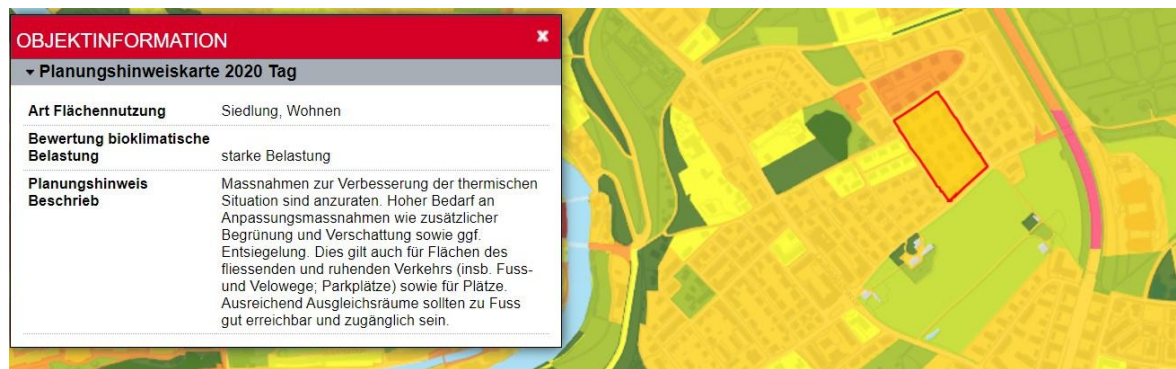 OBJEKTINFORMATION
Planungshinweiskarte 2020 Tag
Art Flächennutzung Siedlung, Wohnen
Bewertung bioklimatische
Belastung starke Belastung
Planungshinweis Massnahmen zur Verbesserung der thermischen
Beschrieb Situation sind anzuraten. Hoher Bedarf an
Anpassungsmassnahmen wie zusätzlicher
Begrünung und Verschattung sowie ggf.
Entsiegelung. Dies gilt auch für Flächen des
fliessenden und ruhenden Verkehrs (insb. Fuss-
und Velowege; Parkplätze) sowie für Plätze.
Ausreichend Ausgleichsräume sollten zu Fuss
gut erreichbar und zugänglich sein.